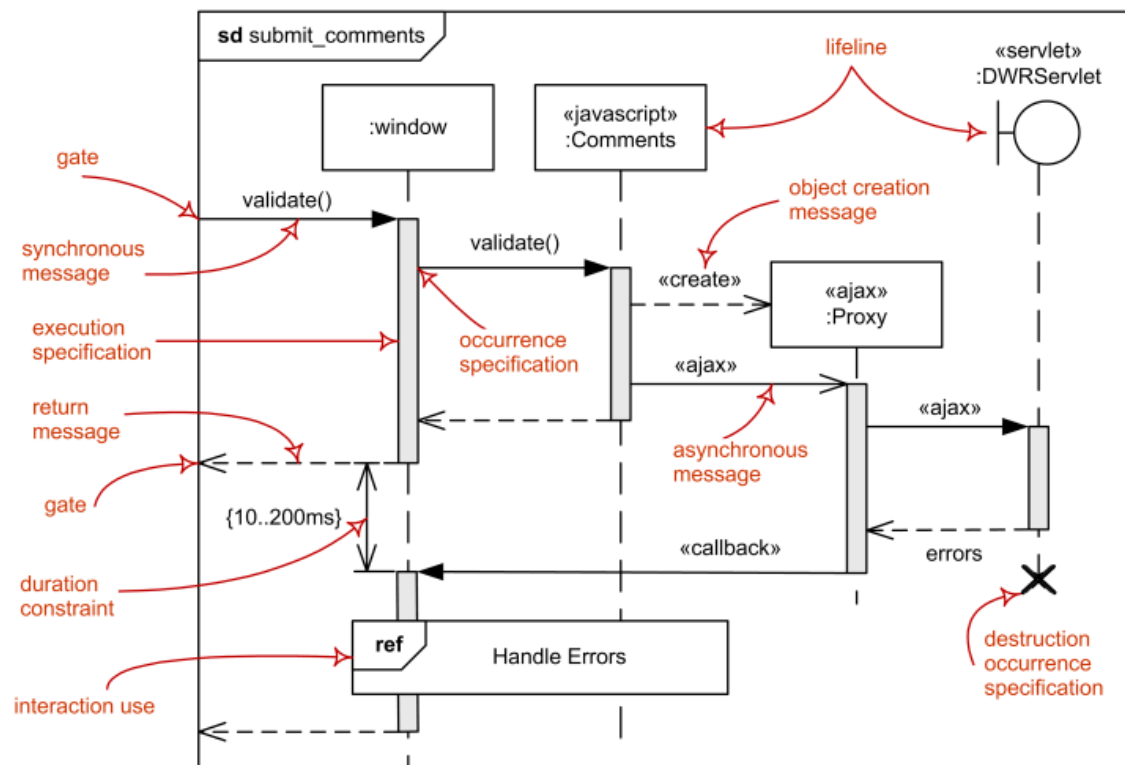 sd submit_comments
lifeline
«servlet»
:DWRServlet
:window
«javascript»
:Comments
gate
validate()
object creation
message
synchronous
message
validate()
«create»
«ajax»
:Proxy
execution
specification
occurrence
specification
«ajax»
return
message
«ajax»
asynchronous
message
gate
{10..200ms}
«callback»
errors
duration
constraint
ref
Handle Errors
destruction
occurrence
specification
interaction use